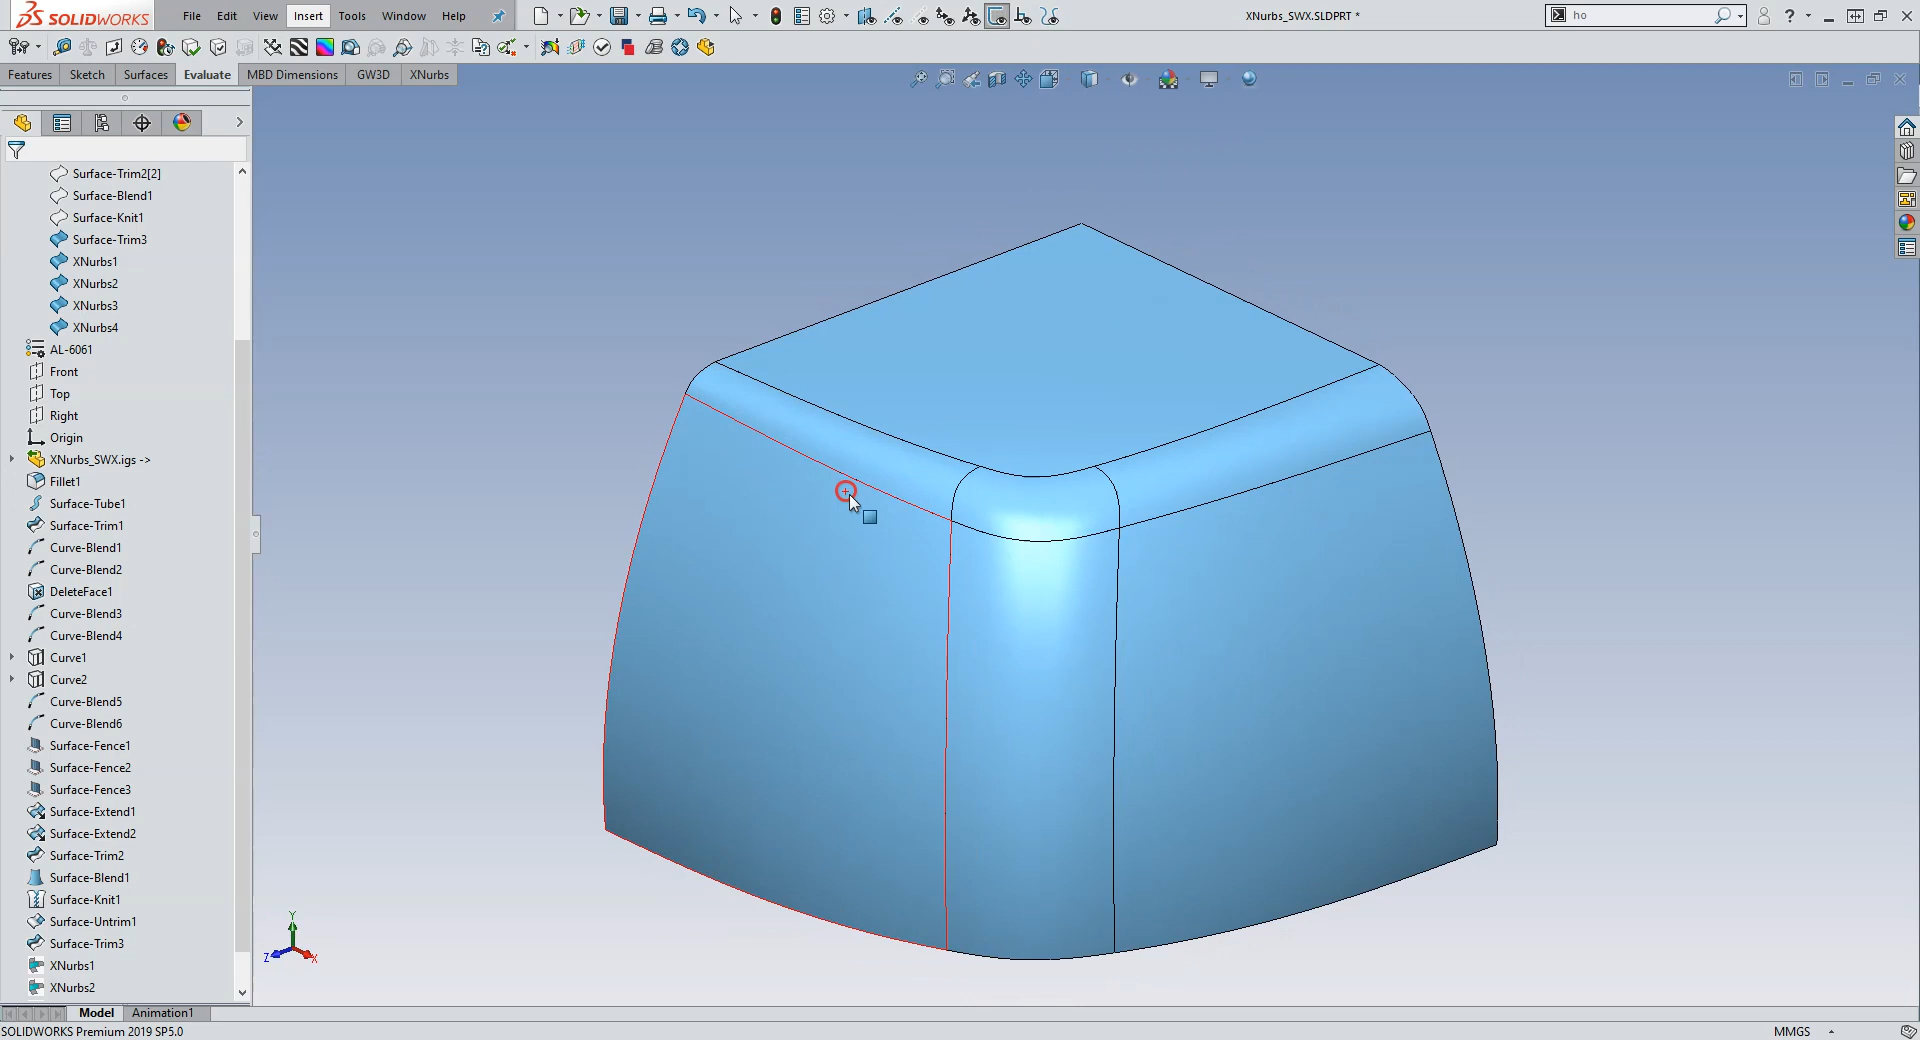 SOLIDWORKS
File Edit View Insert Tools Window Help
XNurbs_SWX.SLDPRT *
ho
?
Features Sketch Surfaces Evaluate MBD Dimensions GW3D XNurbs
Surface-Trim2[2]
Surface-Blend1
Surface-Knit1
Surface-Trim3
XNurbs1
XNurbs2
XNurbs3
XNurbs4
AL-6061
Front
Top
Right
Origin
XNurbs_SWX.igs ->
Fillet1
Surface-Tube1
Surface-Trim1
Curve-Blend1
Curve-Blend2
DeleteFace1
Curve-Blend3
Curve-Blend4
Curve1
Curve2
Curve-Blend5
Curve-Blend6
Surface-Fence1
Surface-Fence2
Surface-Fence3
Surface-Extend1
Surface-Extend2
Surface-Trim2
Surface-Blend1
Surface-Knit1
Surface-Untrim1
Surface-Trim3
XNurbs1
XNurbs2
Y
Z X
Model Animation1
SOLIDWORKS Premium 2019 SP5.0
MMGS